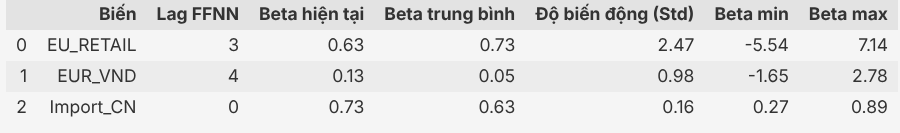 Biến Lag FFNN Beta hiện tại Beta trung bình Độ biến động (Std) Beta min Beta max
0 EU_RETAIL 3 0.63 0.73 2.47 -5.54 7.14
1 EUR_VND 4 0.13 0.05 0.98 -1.65 2.78
2 Import_CN 0 0.73 0.63 0.16 0.27 0.89